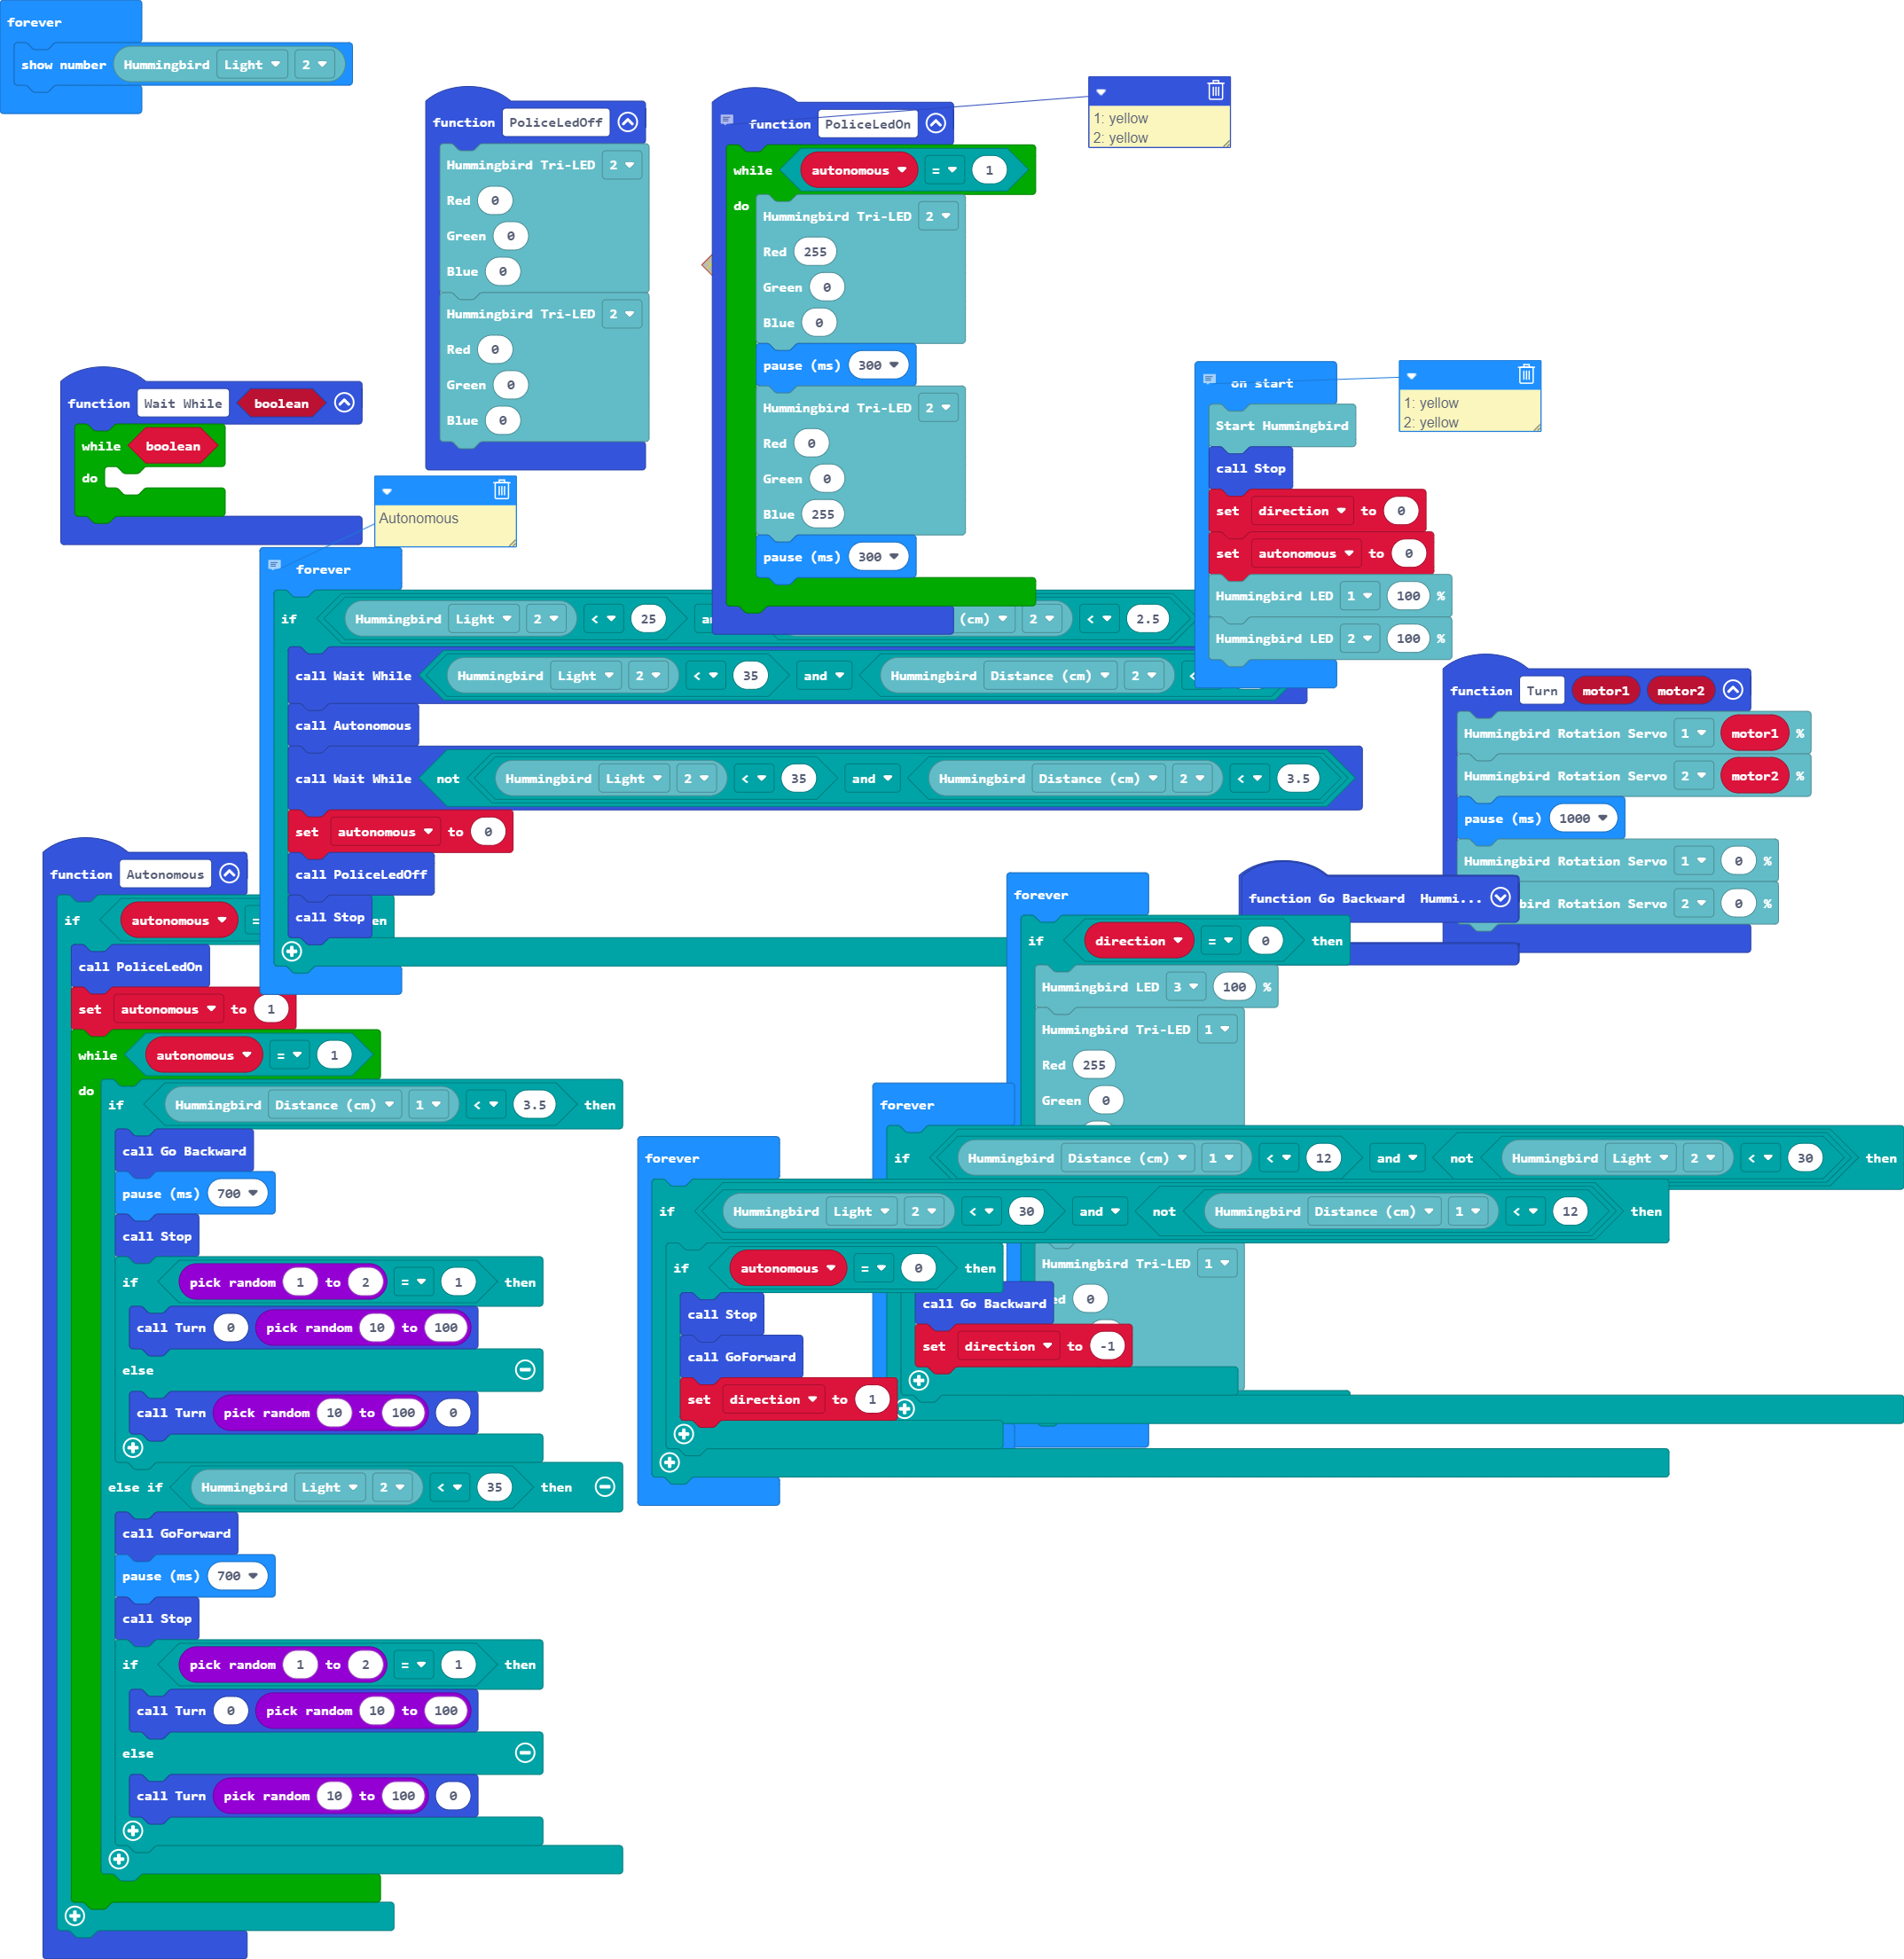 forever
show number Hummingbird Light 2
function PoliceLedOff
Hummingbird Tri-LED 2
Red 0
Green 0
Blue 0
Hummingbird Tri-LED 2
Red 0
Green 0
Blue 0
function PoliceLedOn
1: yellow
2: yellow
while autonomous = 1
do
Hummingbird Tri-LED 2
Red 255
Green 0
Blue 0
pause (ms) 300
Hummingbird Tri-LED 2
Red 0
Green 0
Blue 255
pause (ms) 300
function Wait While boolean
while boolean
do
on start
1: yellow
2: yellow
Start Hummingbird
call Stop
set direction to 0
set autonomous to 0
Hummingbird LED 1 100 %
Hummingbird LED 2 100 %
Autonomous
forever
if Hummingbird Light 2 < 25 (cm) 2 < 2.5
call Wait While Hummingbird Light 2 < 35 and Hummingbird Distance (cm) 2 <
call Autonomous
call Wait While not Hummingbird Light 2 < 35 and Hummingbird Distance (cm) 2 < 3.5
set autonomous to 0
call PoliceLedOff
call Stop
function Turn motor1 motor2
Hummingbird Rotation Servo 1 motor1 %
Hummingbird Rotation Servo 2 motor2 %
pause (ms) 1000
Hummingbird Rotation Servo 1 0 %
bird Rotation Servo 2 0 %
function Go Backward Hummi...
function Autonomous
if autonomous =
call PoliceLedOn
set autonomous to 1
while autonomous = 1
do
if Hummingbird Distance (cm) 1 < 3.5 then
call Go Backward
pause (ms) 700
call Stop
if pick random 1 to 2 = 1 then
call Turn 0 pick random 10 to 100
else
call Turn pick random 10 to 100 0
else if Hummingbird Light 2 < 35 then
call GoForward
pause (ms) 700
call Stop
if pick random 1 to 2 = 1 then
call Turn 0 pick random 10 to 100
else
call Turn pick random 10 to 100 0
forever
if direction = 0 then
Hummingbird LED 3 100 %
Hummingbird Tri-LED 1
Red 255
Green 0
Hummingbird Tri-LED 1
0
forever
if Hummingbird Distance (cm) 1 < 12 and not Hummingbird Light 2 < 30 then
call Go Backward
set direction to -1
forever
if Hummingbird Light 2 < 30 and not Hummingbird Distance (cm) 1 < 12 then
if autonomous = 0 then
call Stop
call GoForward
set direction to 1